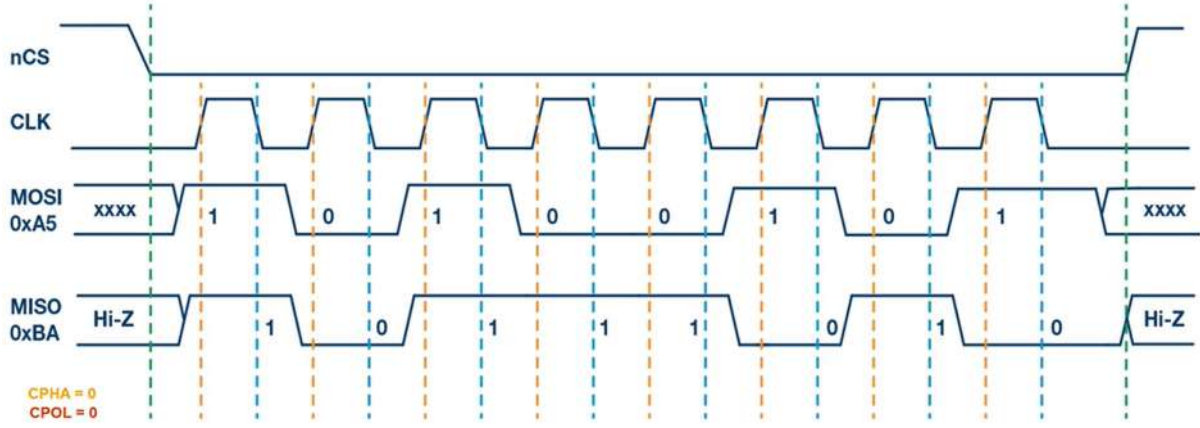 nCS
CLK
MOSI
0xA5
xxxx 1 0 1 0 0 1 0 1 xxxx
MISO
0xBA
Hi-Z 1 0 1 1 1 0 1 0 Hi-Z
CPHA = 0
CPOL = 0